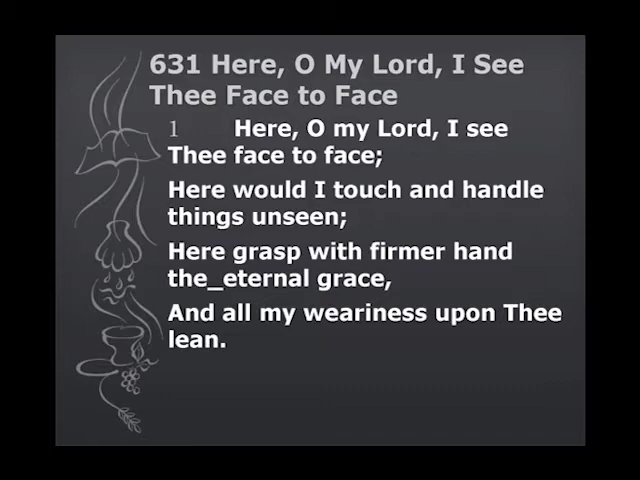 631 Here, O My Lord, I See
Thee Face to Face
1 Here, O my Lord, I see
Thee face to face;
Here would I touch and handle
things unseen;
Here grasp with firmer hand
the_eternal grace,
And all my weariness upon Thee
lean.